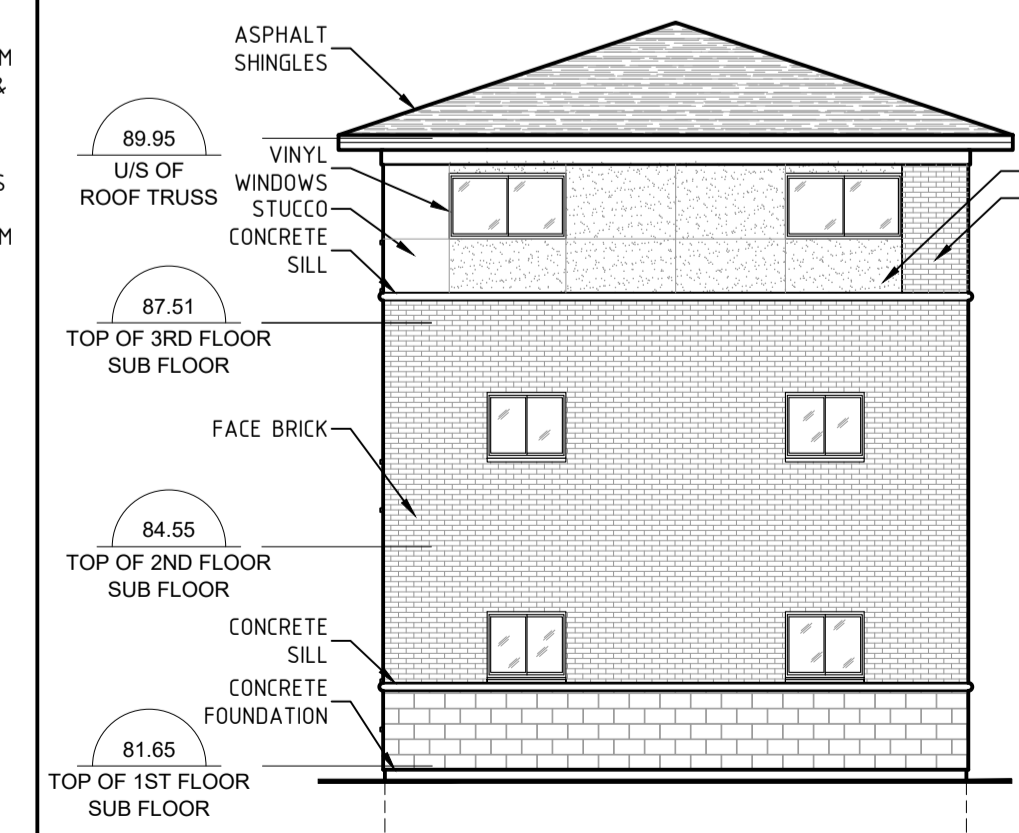 M
&
S
M
ASPHALT
SHINGLES
89.95
U/S OF
ROOF TRUSS
VINYL
WINDOWS
STUCCO
CONCRETE
SILL
87.51
TOP OF 3RD FLOOR
SUB FLOOR
FACE BRICK
84.55
TOP OF 2ND FLOOR
SUB FLOOR
CONCRETE
SILL
CONCRETE
FOUNDATION
81.65
TOP OF 1ST FLOOR
SUB FLOOR